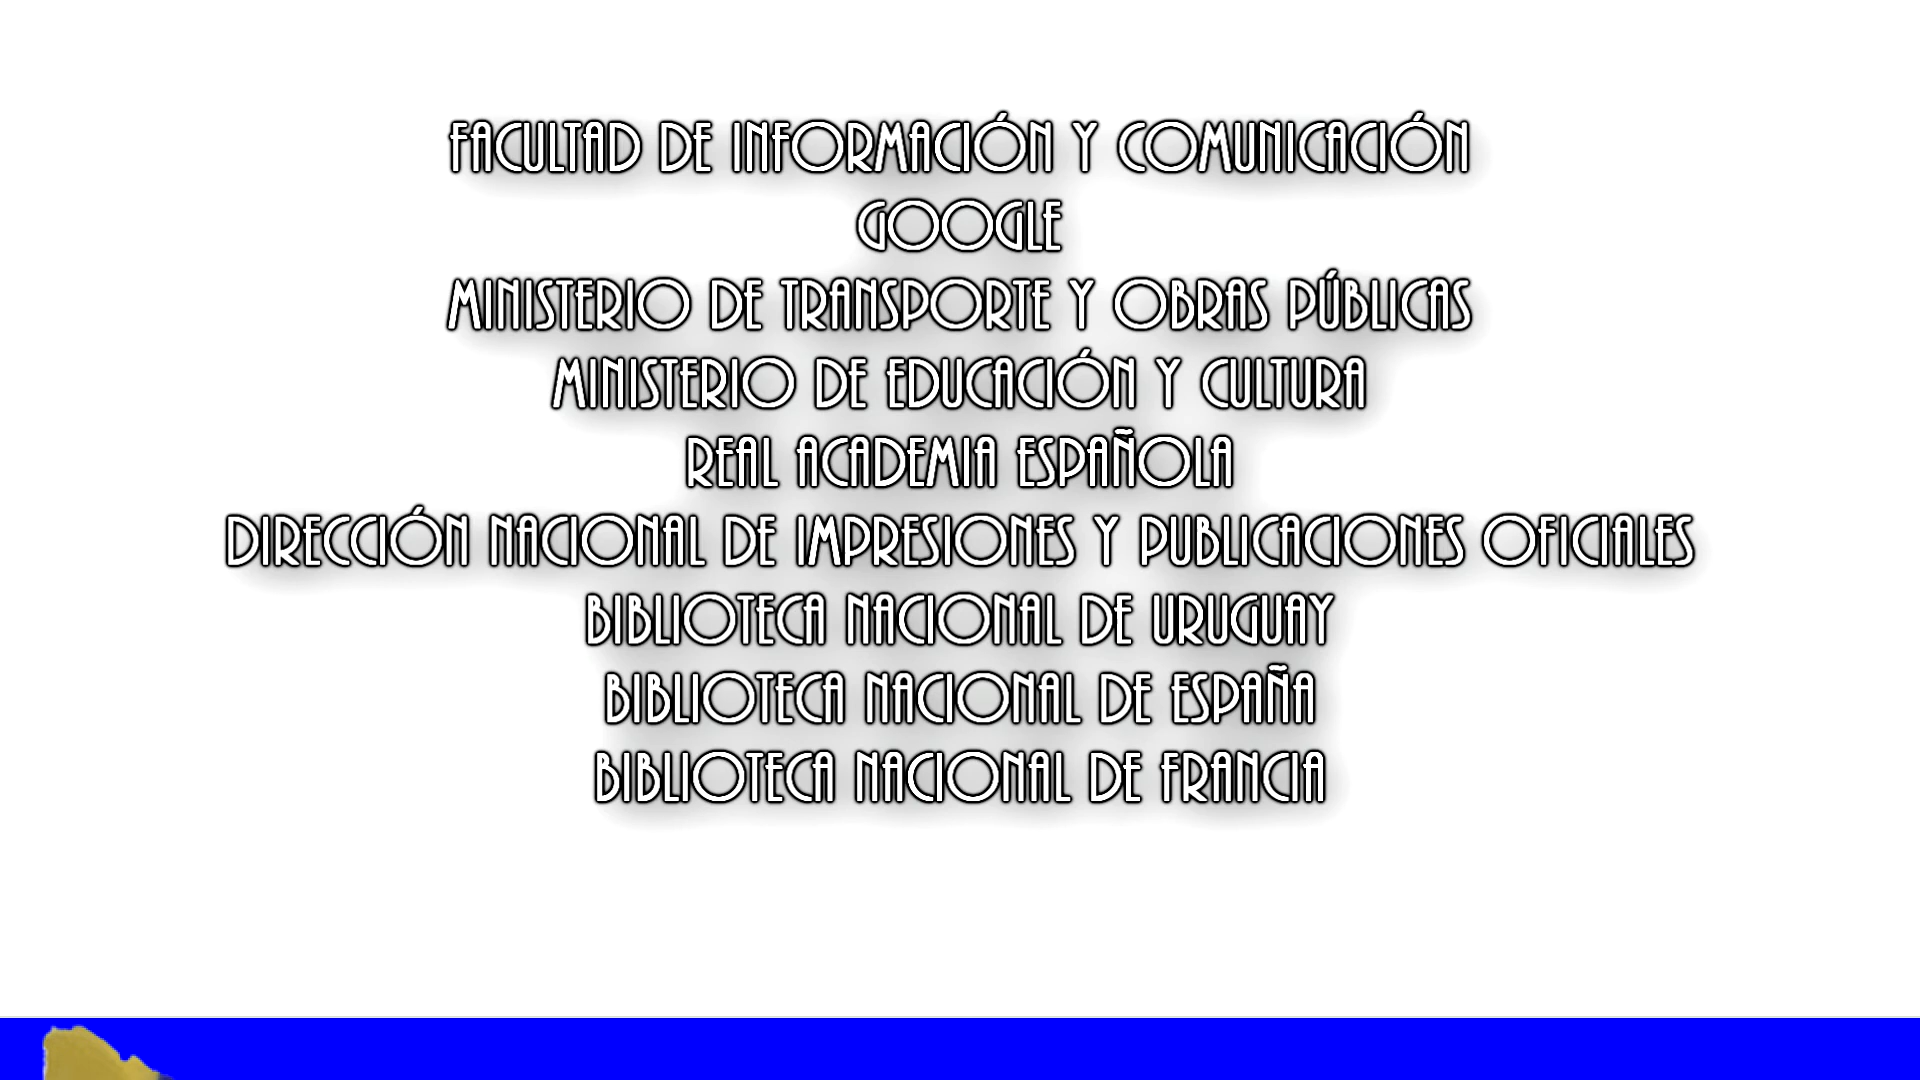 FACULTAD DE INFORMACIÓN Y COMUNICACIÓN
GOOGLE
MINISTERIO DE TRANSPORTE Y OBRAS PÚBLICAS
MINISTERIO DE EDUCACIÓN Y CULTURA
REAL ACADEMIA ESPAÑOLA
DIRECCIÓN NACIONAL DE IMPRESIONES Y PUBLICACIONES OFICIALES
BIBLIOTECA NACIONAL DE URUGUAY
BIBLIOTECA NACIONAL DE ESPAÑA
BIBLIOTECA NACIONAL DE FRANCIA